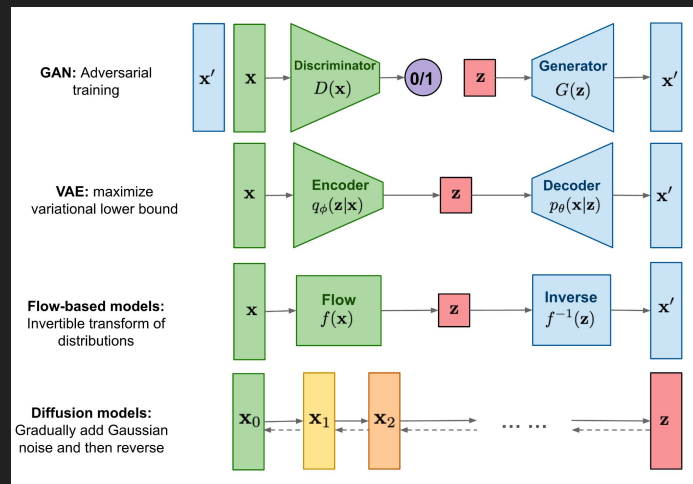 GAN: Adversarial
training
x′
x
Discriminator
D(x)
0/1
z
Generator
G(z)
x′
VAE: maximize
variational lower bound
x
Encoder
qϕ(z|x)
z
Decoder
pθ(x|z)
x′
Flow-based models:
Invertible transform of
distributions
x
Flow
f(x)
z
Inverse
f⁻¹(z)
x′
Diffusion models:
Gradually add Gaussian
noise and then reverse
x₀
x₁
x₂
... ...
z